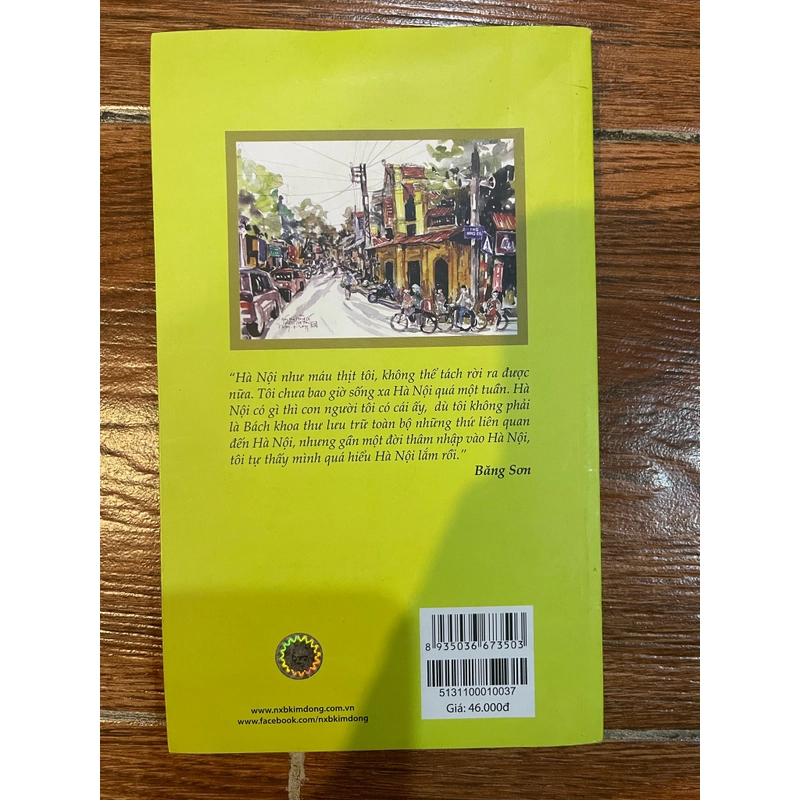 “Hà Nội như máu thịt tôi, không thể tách rời ra được
nữa. Tôi chưa bao giờ sống xa Hà Nội quá một tuần. Hà
Nội có gì thì con người tôi có cái ấy, dù tôi không phải
là Bách khoa thư lưu trữ toàn bộ những thứ liên quan
đến Hà Nội, nhưng gần một đời thâm nhập vào Hà Nội,
tôi tự thấy mình quá hiểu Hà Nội lắm rồi.”
Băng Sơn
8 935036 673503
5131100010037
Giá: 46.000đ
www.nxbkimdong.com.vn
www.facebook.com/nxbkimdong